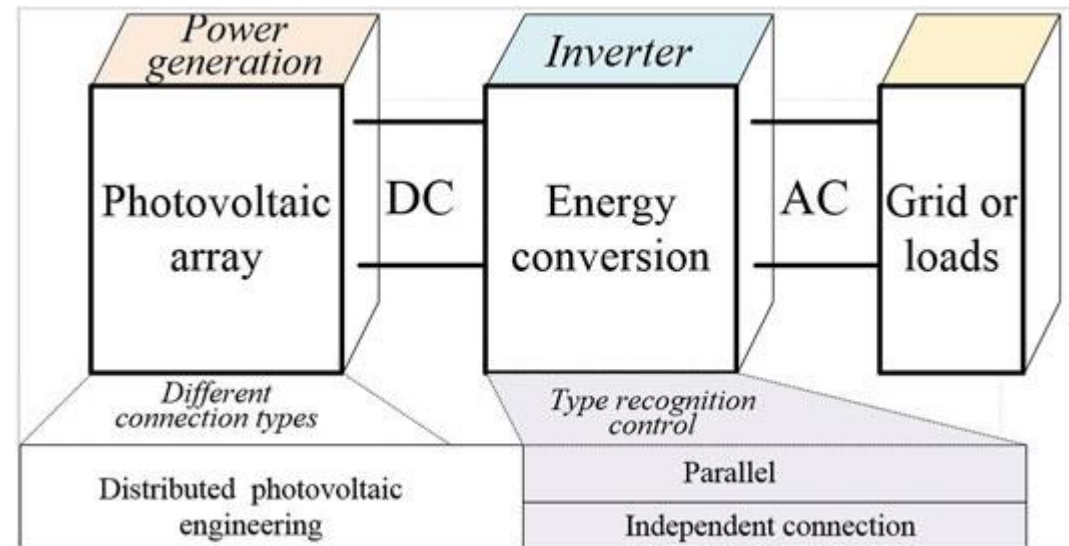 Power
generation
Inverter
Photovoltaic
array
DC
Energy
conversion
AC
Grid or
loads
Different
connection types
Type recognition
control
Distributed photovoltaic
engineering
Parallel
Independent connection